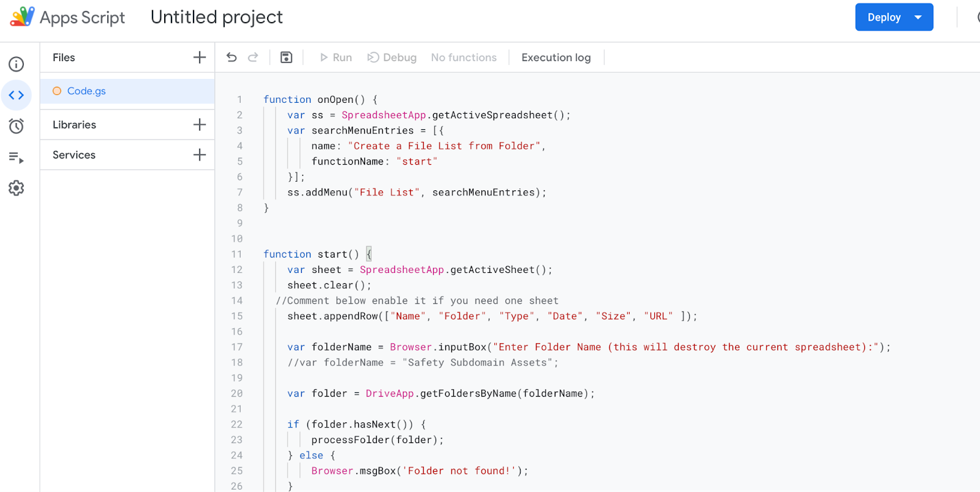 Apps Script Untitled project Deploy
Files
Code.gs
Libraries
Services
Run Debug No functions Execution log
1 function onOpen() {
2 var ss = SpreadsheetApp.getActiveSpreadsheet();
3 var searchMenuEntries = [{
4 name: "Create a File List from Folder",
5 functionName: "start"
6 }];
7 ss.addMenu("File List", searchMenuEntries);
8 }
9
10
11 function start() {
12 var sheet = SpreadsheetApp.getActiveSheet();
13 sheet.clear();
14 //Comment below enable it if you need one sheet
15 sheet.appendRow(["Name", "Folder", "Type", "Date", "Size", "URL" ]);
16
17 var folderName = Browser.inputBox("Enter Folder Name (this will destroy the current spreadsheet):");
18 //var folderName = "Safety Subdomain Assets";
19
20 var folder = DriveApp.getFoldersByName(folderName);
21
22 if (folder.hasNext()) {
23 processFolder(folder);
24 } else {
25 Browser.msgBox('Folder not found!');
26 }